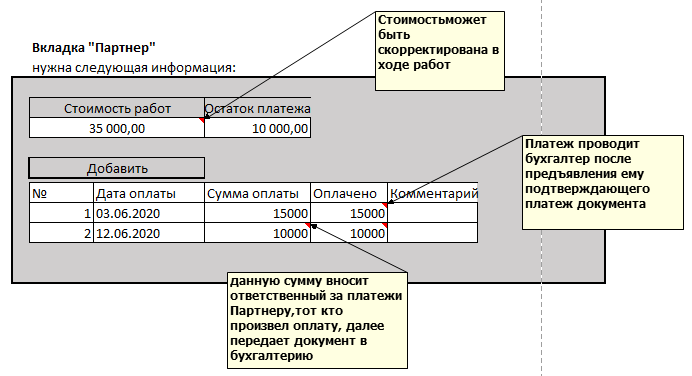 Стоимостьможет
быть
скорректирована в
ходе работ
Вкладка "Партнер"
нужна следующая информация:
Стоимость работ Остаток платежа
35 000,00 10 000,00
Платеж проводит
бухгалтер после
предъявления ему
подтверждающего
платеж документа
Добавить
№ Дата оплаты Сумма оплаты Оплачено Комментарий
1 03.06.2020 15000 15000
2 12.06.2020 10000 10000
данную сумму вносит
ответственный за платежи
Партнеру,тот кто
произвел оплату, далее
передает документ в
бухгалтерию